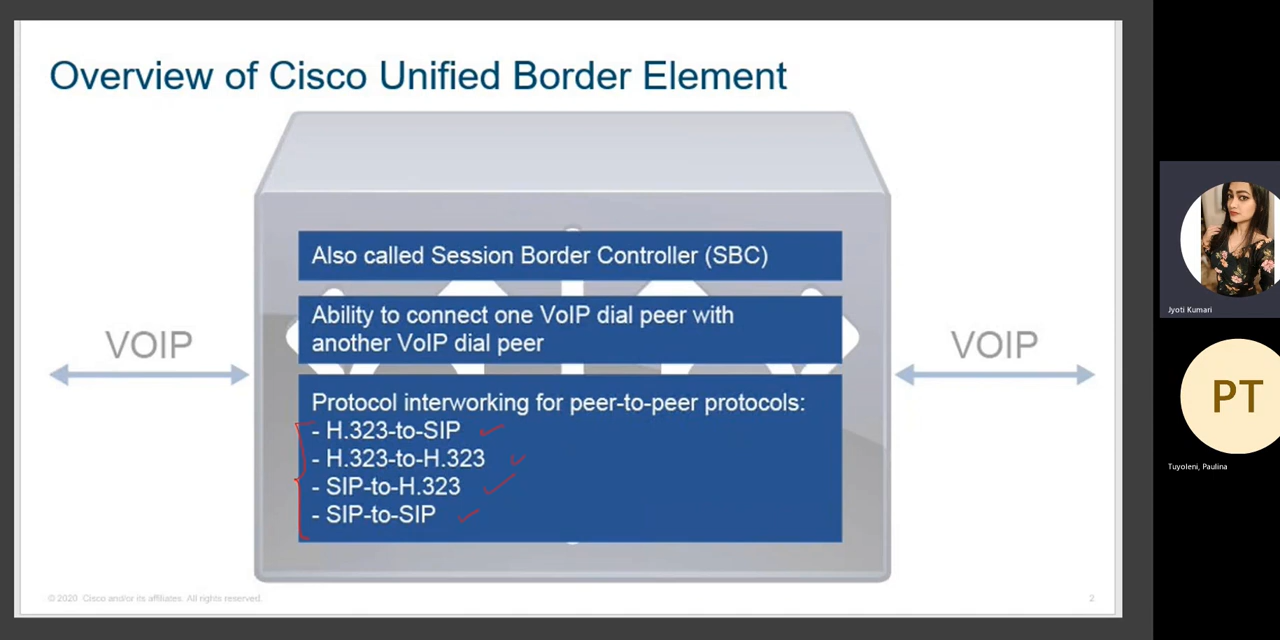 Overview of Cisco Unified Border Element
Also called Session Border Controller (SBC)
Ability to connect one VoIP dial peer with
another VoIP dial peer
VOIP
VOIP
Protocol interworking for peer-to-peer protocols:
- H.323-to-SIP
- H.323-to-H.323
- SIP-to-H.323
- SIP-to-SIP
© 2020 Cisco and/or its affiliates. All rights reserved.
2
Jyoti Kumari
PT
Tuyoleni, Paulina